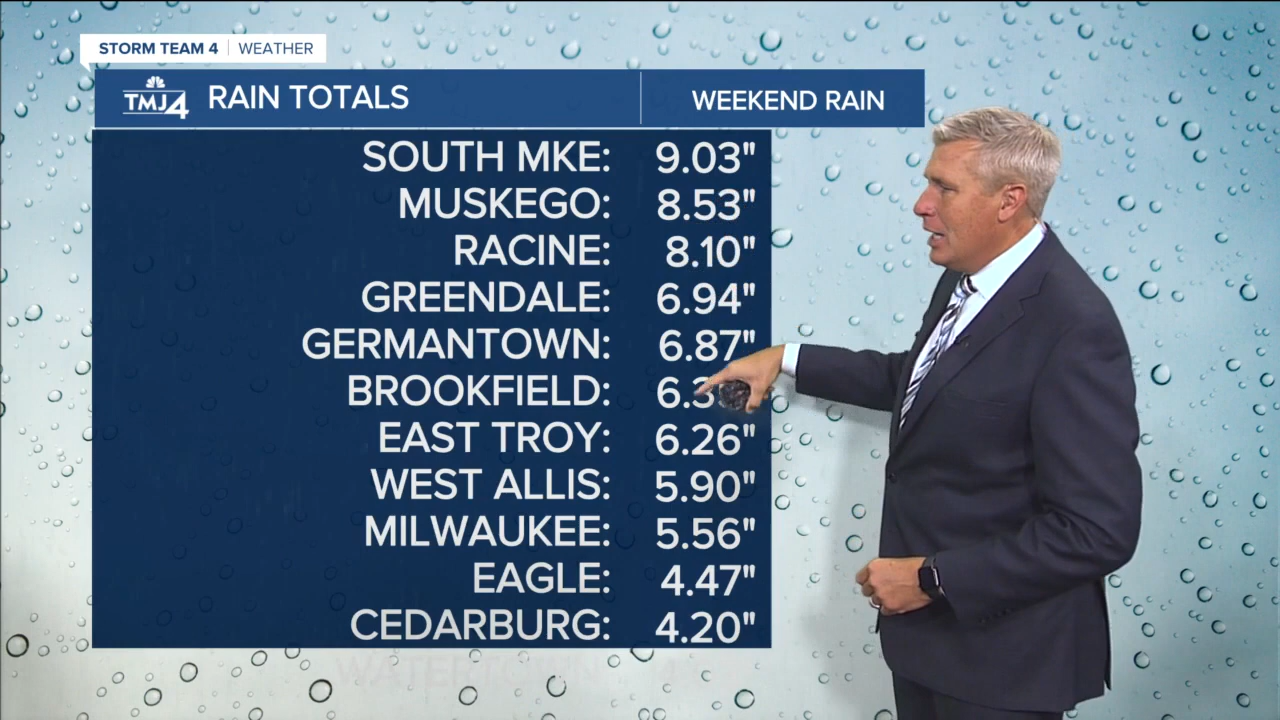 STORM TEAM 4 | WEATHER
TMJ4 RAIN TOTALS WEEKEND RAIN
SOUTH MKE: 9.03"
MUSKEGO: 8.53"
RACINE: 8.10"
GREENDALE: 6.94"
GERMANTOWN: 6.87"
BROOKFIELD:
EAST TROY: 6.26"
WEST ALLIS: 5.90"
MILWAUKEE: 5.56"
EAGLE: 4.47"
CEDARBURG: 4.20"
WATERTOWN